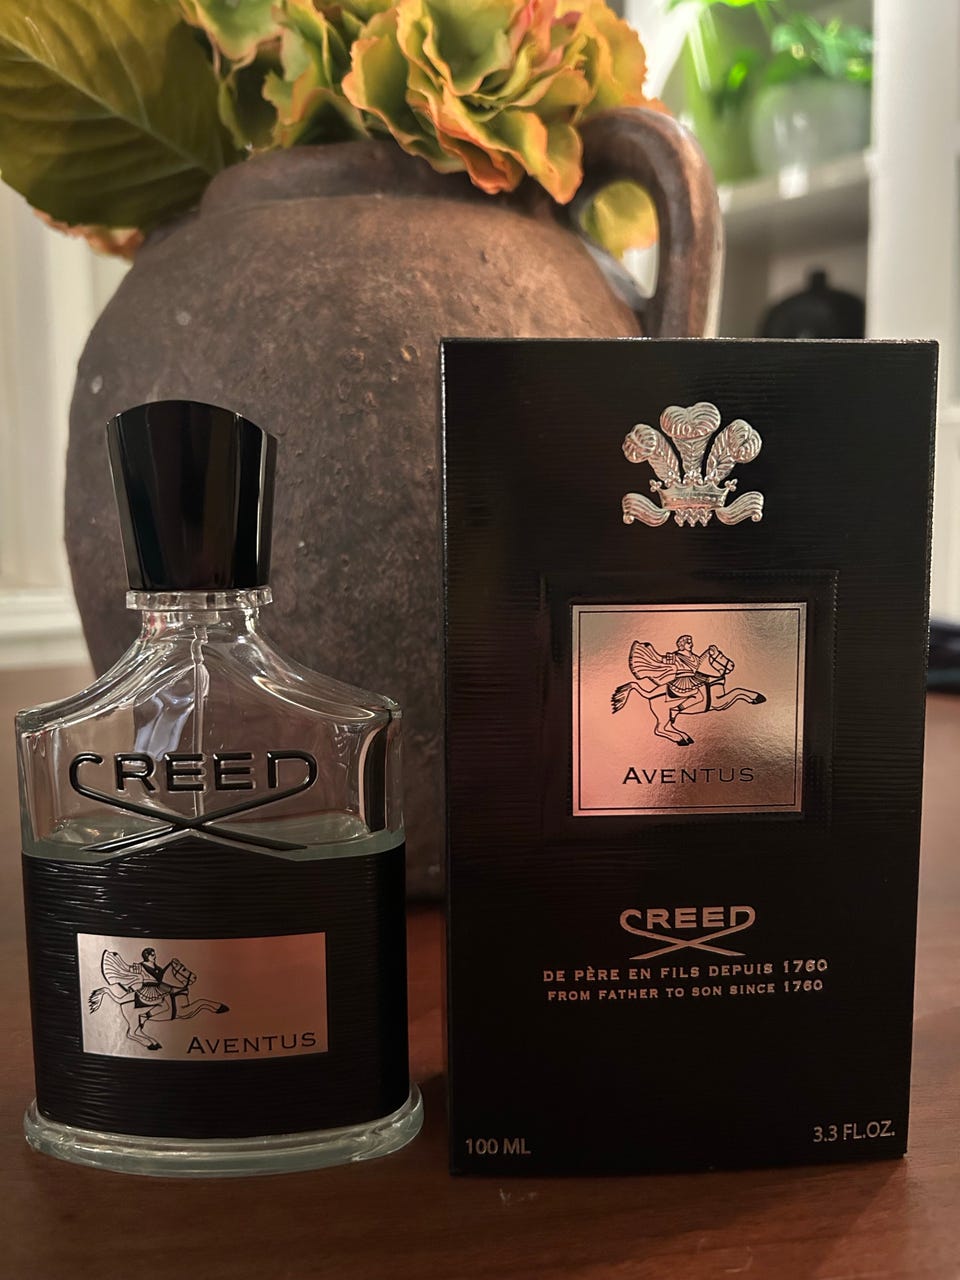 CREED
AVENTUS
AVENTUS
CREED
DE PÈRE EN FILS DEPUIS 1760
FROM FATHER TO SON SINCE 1760
100 ML
3.3 FL.OZ.